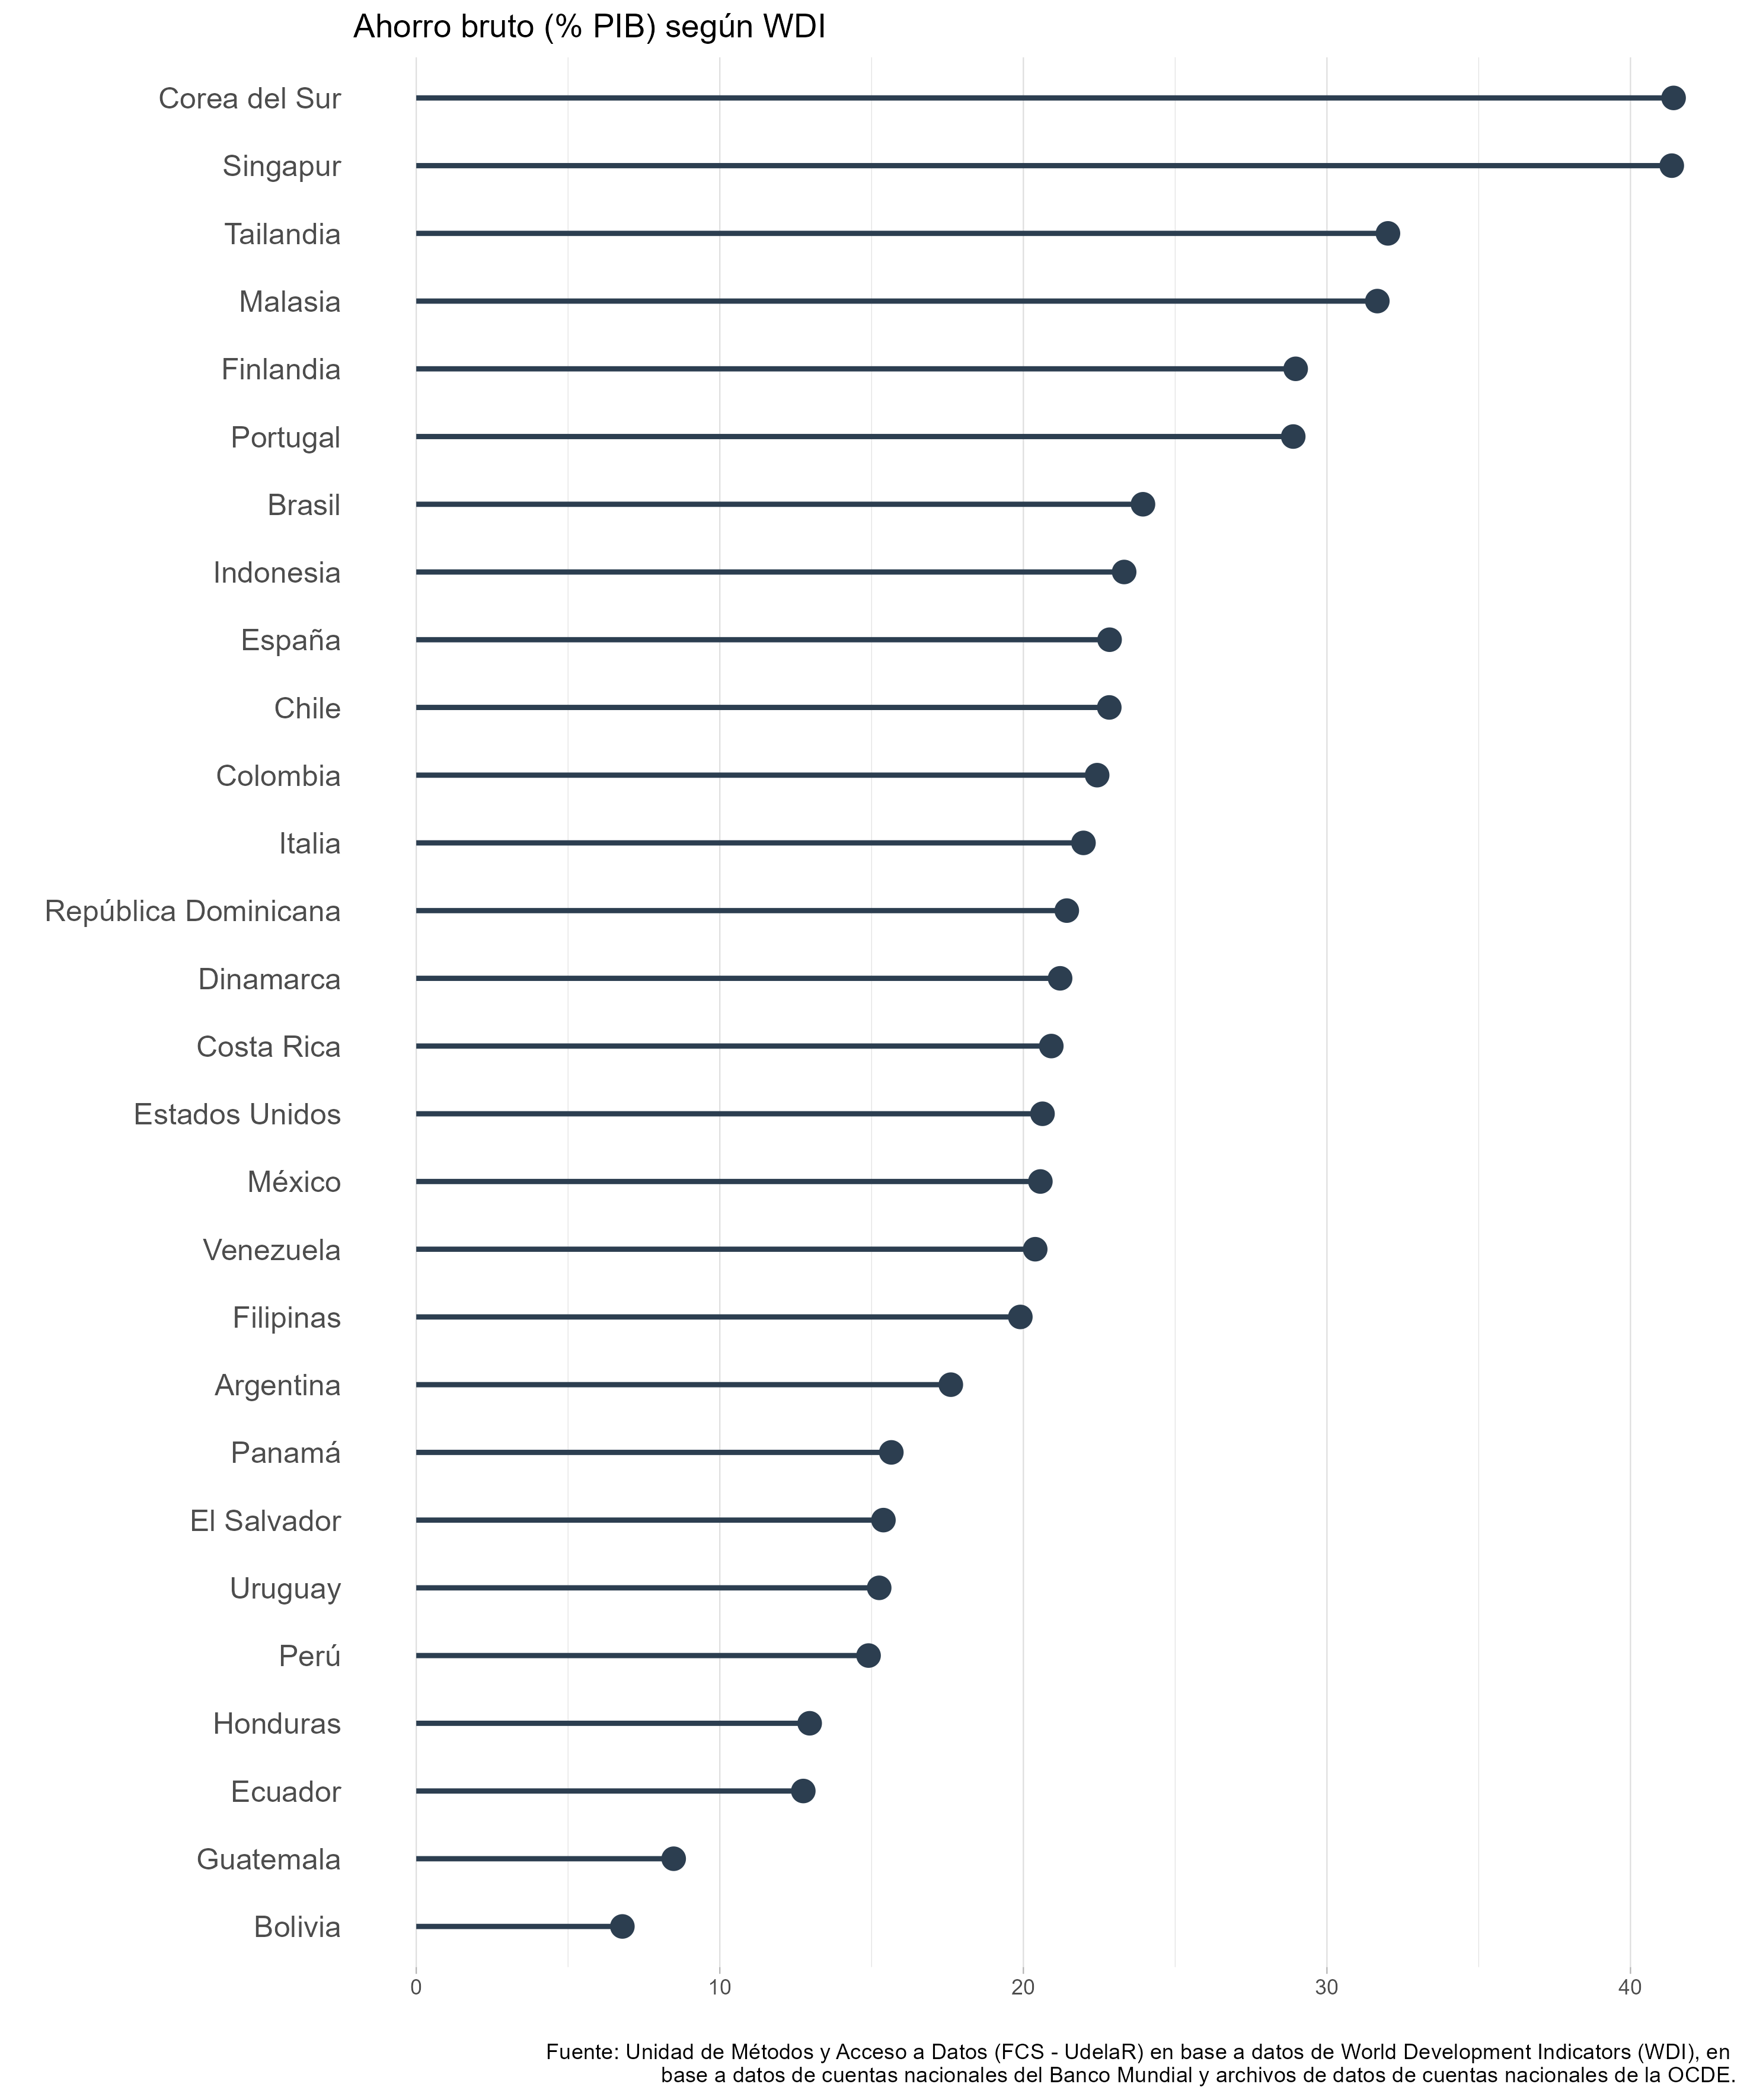 Ahorro bruto (% PIB) según WDI
Corea del Sur
Singapur
Tailandia
Malasia
Finlandia
Portugal
Brasil
Indonesia
España
Chile
Colombia
Italia
República Dominicana
Dinamarca
Costa Rica
Estados Unidos
México
Venezuela
Filipinas
Argentina
Panamá
El Salvador
Uruguay
Perú
Honduras
Ecuador
Guatemala
Bolivia
0 10 20 30 40
Fuente: Unidad de Métodos y Acceso a Datos (FCS - UdelaR) en base a datos de World Development Indicators (WDI), en
base a datos de cuentas nacionales del Banco Mundial y archivos de datos de cuentas nacionales de la OCDE.